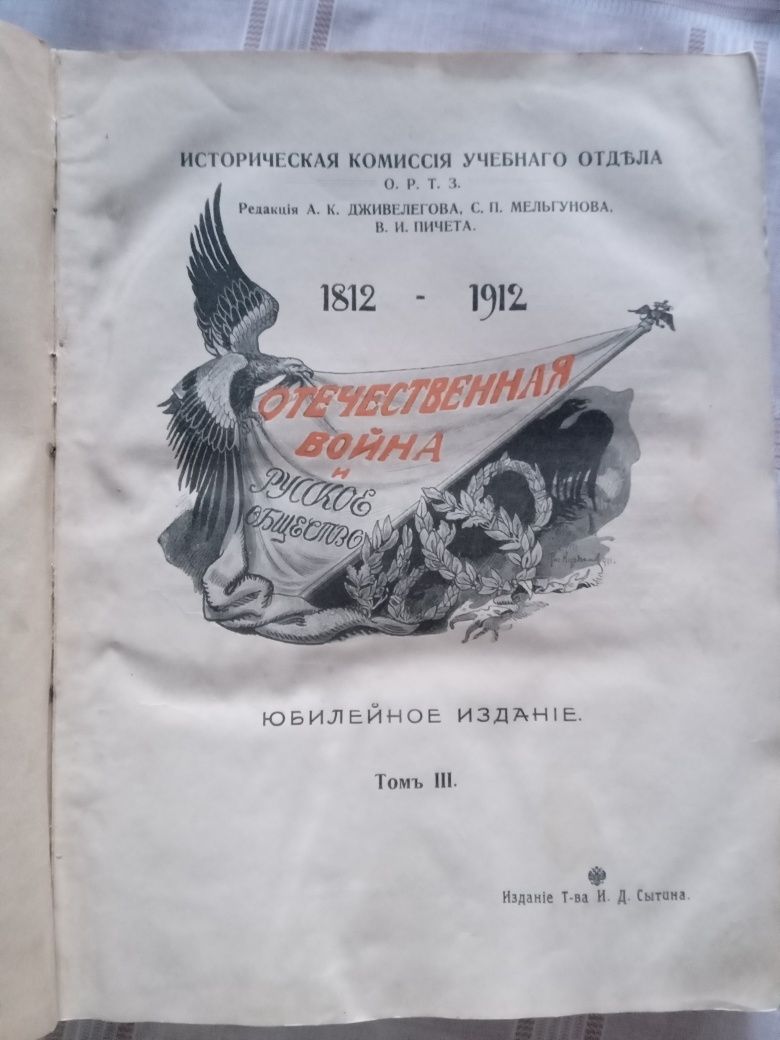 ИСТОРИЧЕСКАЯ КОМИССІЯ УЧЕБНАГО ОТДѢЛА
О. Р. Т. З.
Редакція А. К. ДЖИВЕЛЕГОВА, С. П. МЕЛЬГУНОВА,
В. И. ПИЧЕТА.
1812 - 1912
ОТЕЧЕСТВЕННАЯ
ВОЙНА
И
РУССКОЕ
ОБЩЕСТВО
ЮБИЛЕЙНОЕ ИЗДАНІЕ.
Томъ III.
Изданіе Т-ва И. Д. Сытина.